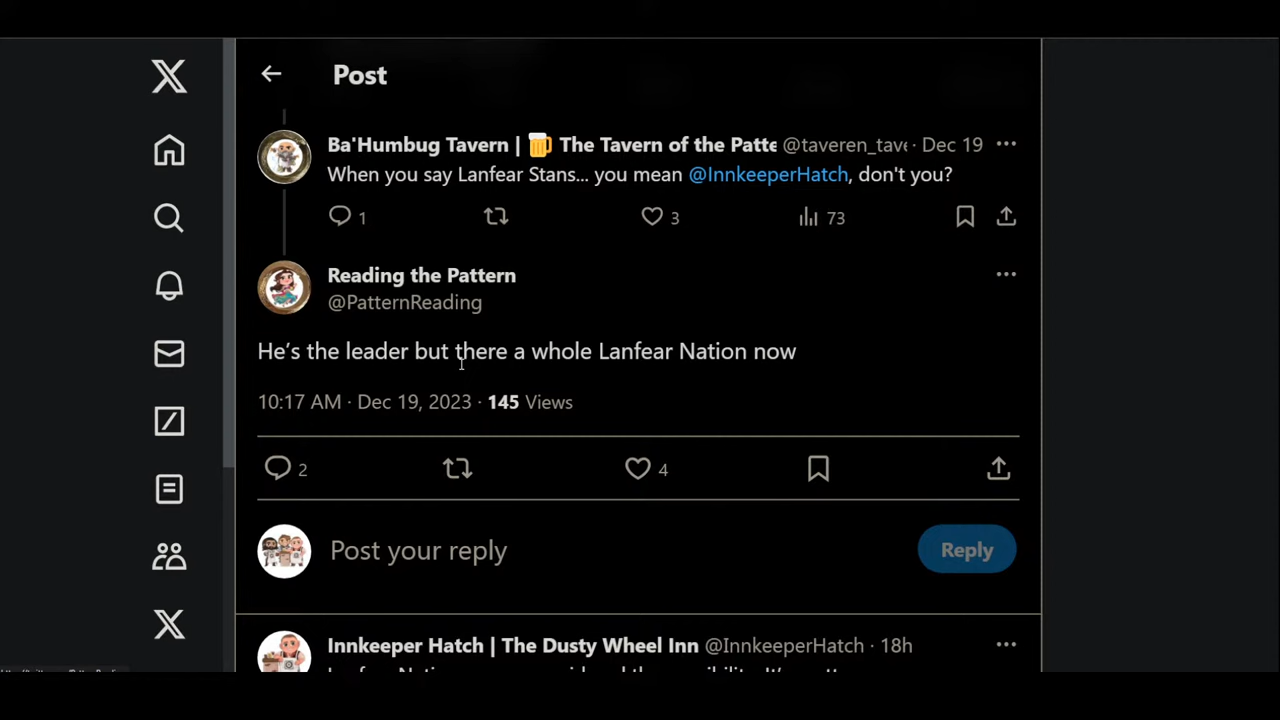 Post
Ba'Humbug Tavern | 🍺 The Tavern of the Patte @taveren_tave · Dec 19
When you say Lanfear Stans... you mean @InnkeeperHatch, don't you?
1 3 73
Reading the Pattern
@PatternReading
He's the leader but there a whole Lanfear Nation now
10:17 AM · Dec 19, 2023 · 145 Views
2 4
Post your reply Reply
Innkeeper Hatch | The Dusty Wheel Inn @InnkeeperHatch · 18h